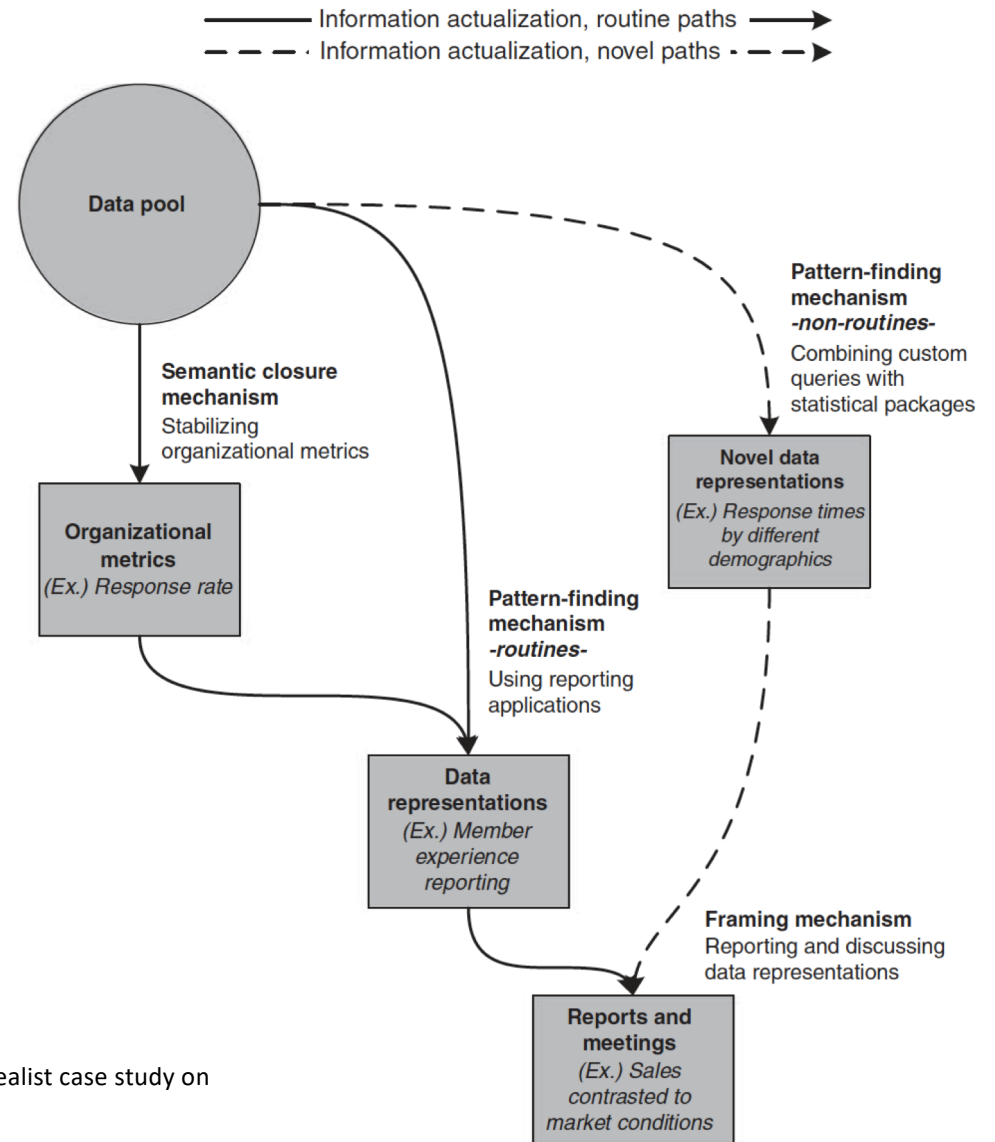 Information actualization, routine paths
Information actualization, novel paths
Data pool
Pattern-finding
mechanism
-non-routines-
Combining custom
queries with
statistical packages
Semantic closure
mechanism
Stabilizing
organizational metrics
Novel data
representations
(Ex.) Response times
by different
demographics
Organizational
metrics
(Ex.) Response rate
Pattern-finding
mechanism
-routines-
Using reporting
applications
Data
representations
(Ex.) Member
experience
reporting
Framing mechanism
Reporting and discussing
data representations
Reports and
meetings
(Ex.) Sales
contrasted to
market conditions
ealist case study on